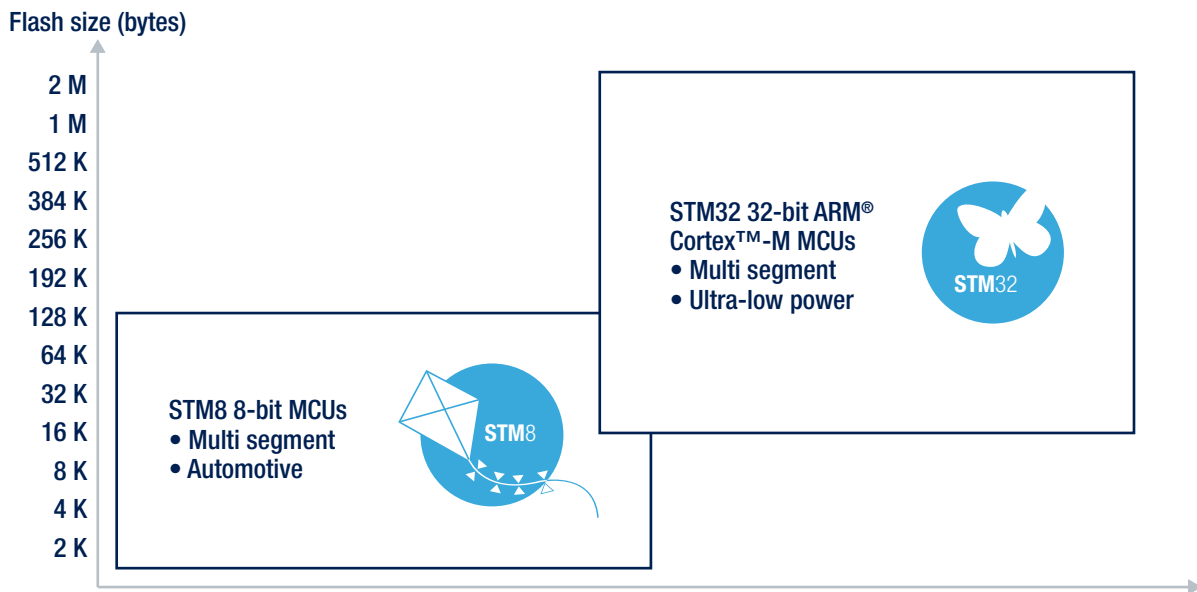 Flash size (bytes)
2 M
1 M
512 K
384 K
256 K
192 K
128 K
64 K
32 K
16 K
8 K
4 K
2 K
STM32 32-bit ARM®
Cortex™-M MCUs
• Multi segment
• Ultra-low power
STM32
STM8 8-bit MCUs
• Multi segment
• Automotive
STM8